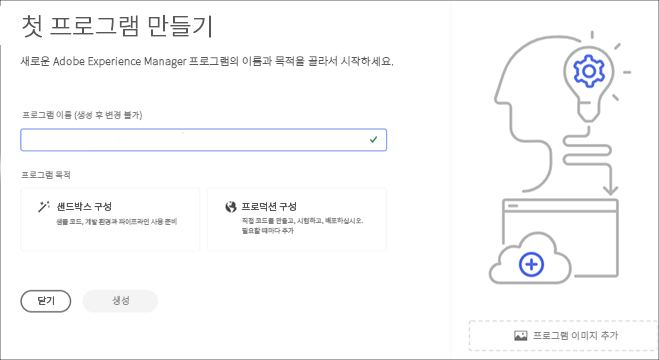 첫 프로그램 만들기
새로운 Adobe Experience Manager 프로그램의 이름과 목적을 골라서 시작하세요.
프로그램 이름 (생성 후 변경 불가)
프로그램 목적
샌드박스 구성
샘플 코드, 개발 환경과 파이프라인 사용 준비
프로덕션 구성
직접 코드를 만들고, 시험하고, 배포하십시오.
필요할 때마다 추가
닫기
생성
프로그램 이미지 추가